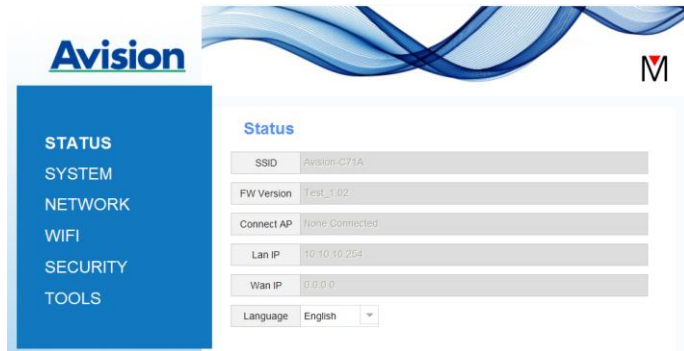 Avision
M
STATUS
SYSTEM
NETWORK
WIFI
SECURITY
TOOLS
Status
SSID Avision-C71A
FW Version Test_1.02
Connect AP None Connected
Lan IP 10.10.10.254
Wan IP 0.0.0.0
Language English